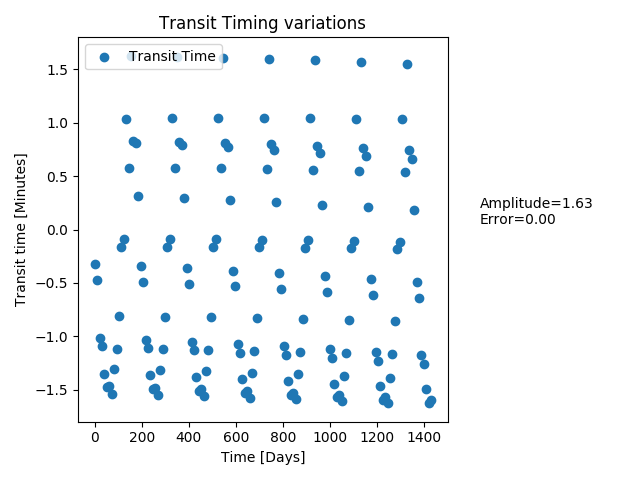 Transit Timing variations
Transit Time
1.5
1.0
0.5
0.0
−0.5
−1.0
−1.5
Transit time [Minutes]
Amplitude=1.63
Error=0.00
0 200 400 600 800 1000 1200 1400
Time [Days]